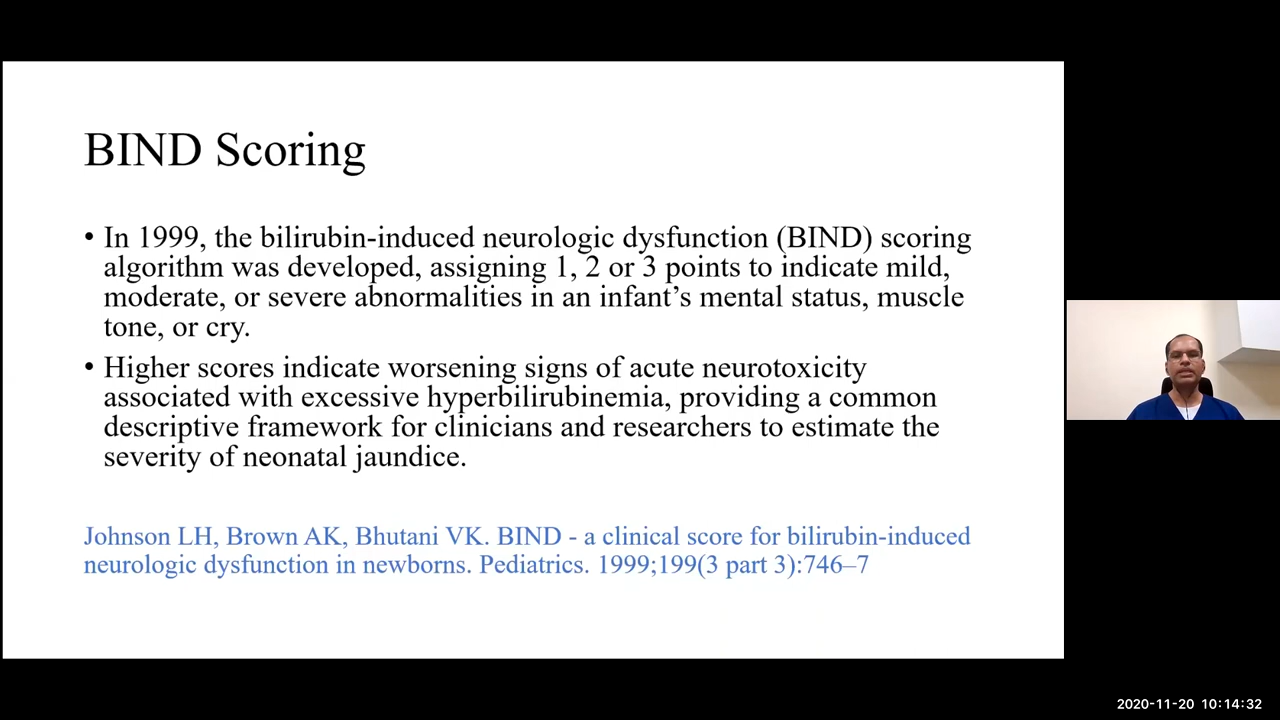 BIND Scoring
• In 1999, the bilirubin-induced neurologic dysfunction (BIND) scoring
algorithm was developed, assigning 1, 2 or 3 points to indicate mild,
moderate, or severe abnormalities in an infant’s mental status, muscle
tone, or cry.
• Higher scores indicate worsening signs of acute neurotoxicity
associated with excessive hyperbilirubinemia, providing a common
descriptive framework for clinicians and researchers to estimate the
severity of neonatal jaundice.
Johnson LH, Brown AK, Bhutani VK. BIND - a clinical score for bilirubin-induced
neurologic dysfunction in newborns. Pediatrics. 1999;199(3 part 3):746–7
2020-11-20 10:14:32